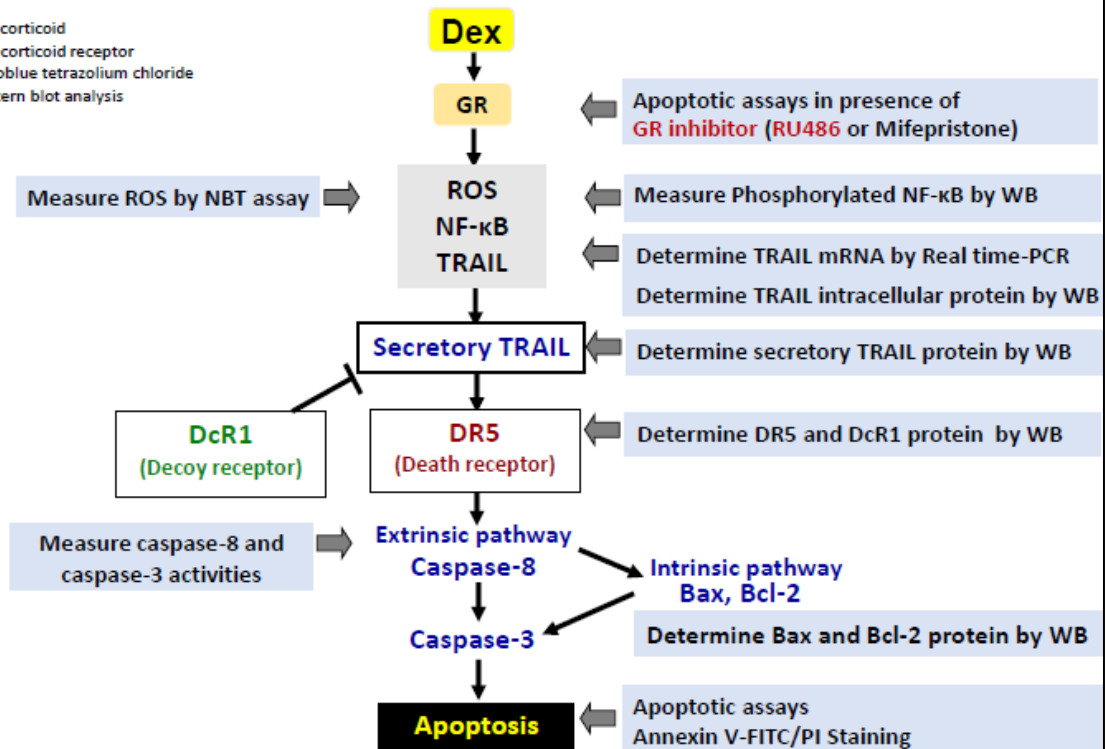 corticoid
corticoid receptor
oblue tetrazolium chloride
tern blot analysis
Dex
GR
Apoptotic assays in presence of
GR inhibitor (RU486 or Mifepristone)
Measure ROS by NBT assay
ROS
NF-κB
TRAIL
Measure Phosphorylated NF-κB by WB
Determine TRAIL mRNA by Real time-PCR
Determine TRAIL intracellular protein by WB
Secretory TRAIL
Determine secretory TRAIL protein by WB
DcR1
(Decoy receptor)
DR5
(Death receptor)
Determine DR5 and DcR1 protein by WB
Measure caspase-8 and
caspase-3 activities
Extrinsic pathway
Caspase-8
Intrinsic pathway
Bax, Bcl-2
Determine Bax and Bcl-2 protein by WB
Caspase-3
Apoptosis
Apoptotic assays
Annexin V-FITC/PI Staining